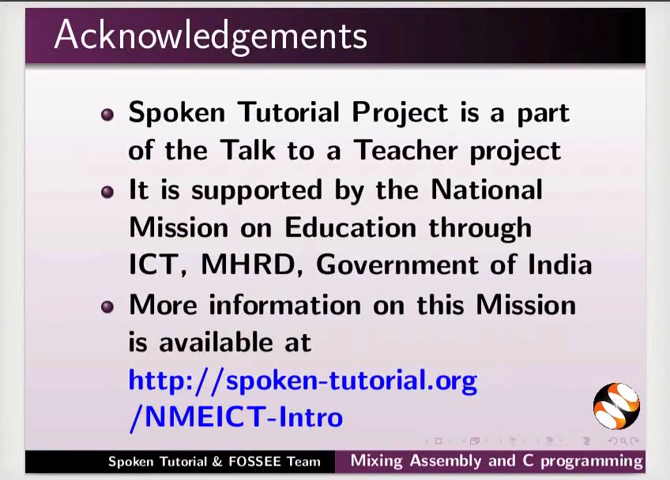 Acknowledgements
Spoken Tutorial Project is a part
of the Talk to a Teacher project
It is supported by the National
Mission on Education through
ICT, MHRD, Government of India
More information on this Mission
is available at
http://spoken-tutorial.org
/NMEICT-Intro
Spoken Tutorial & FOSSEE Team
Mixing Assembly and C programming